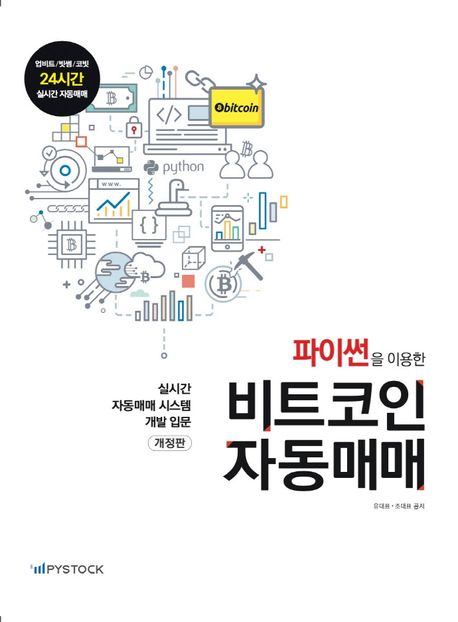 업비트/빗썸/코빗
24시간
실시간 자동매매
bitcoin
python
www.
파이썬을 이용한
비트코인
자동매매
실시간
자동매매 시스템
개발 입문
개정판
유대표·조대표 공저
PYSTOCK